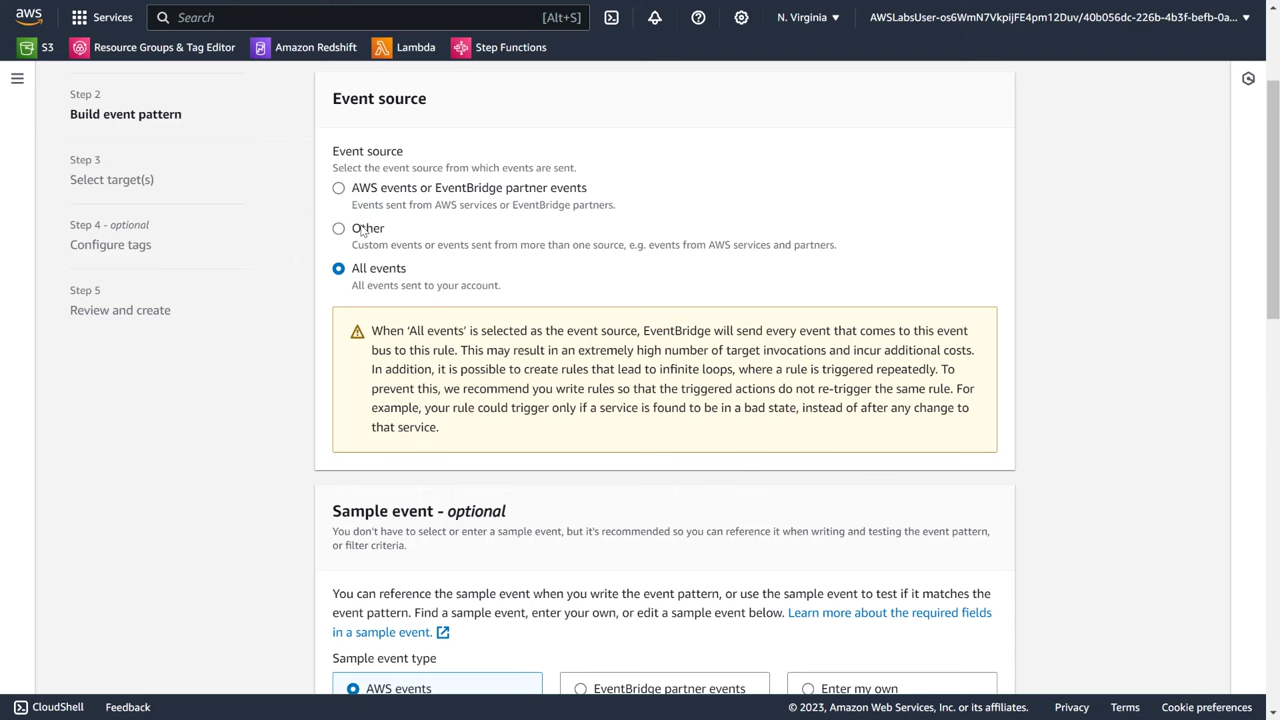 aws
Services
Search
[Alt+S]
N. Virginia
AWSLabsUser-os6WmN7VkpijFE4pm12Duv/40b056dc-226b-4b3f-befb-0a...
S3
Resource Groups & Tag Editor
Amazon Redshift
Lambda
Step Functions
Step 2
Build event pattern
Step 3
Select target(s)
Step 4 - optional
Configure tags
Step 5
Review and create
Event source
Event source
Select the event source from which events are sent.
AWS events or EventBridge partner events
Events sent from AWS services or EventBridge partners.
Other
Custom events or events sent from more than one source, e.g. events from AWS services and partners.
All events
All events sent to your account.
When ‘All events’ is selected as the event source, EventBridge will send every event that comes to this event
bus to this rule. This may result in an extremely high number of target invocations and incur additional costs.
In addition, it is possible to create rules that lead to infinite loops, where a rule is triggered repeatedly. To
prevent this, we recommend you write rules so that the triggered actions do not re-trigger the same rule. For
example, your rule could trigger only if a service is found to be in a bad state, instead of after any change to
that service.
Sample event - optional
You don't have to select or enter a sample event, but it's recommended so you can reference it when writing and testing the event pattern,
or filter criteria.
You can reference the sample event when you write the event pattern, or use the sample event to test if it matches the
event pattern. Find a sample event, enter your own, or edit a sample event below. Learn more about the required fields
in a sample event.
Sample event type
AWS events
EventBridge partner events
Enter my own
CloudShell
Feedback
© 2023, Amazon Web Services, Inc. or its affiliates.
Privacy
Terms
Cookie preferences